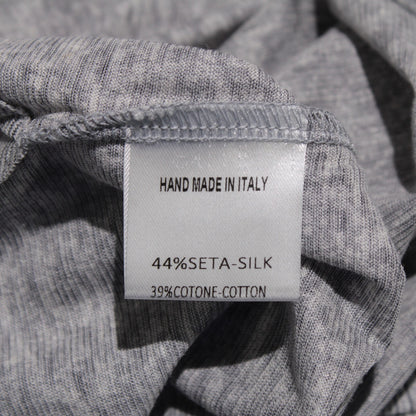 HAND MADE IN ITALY
44%SETA-SILK
39%COTONE-COTTON